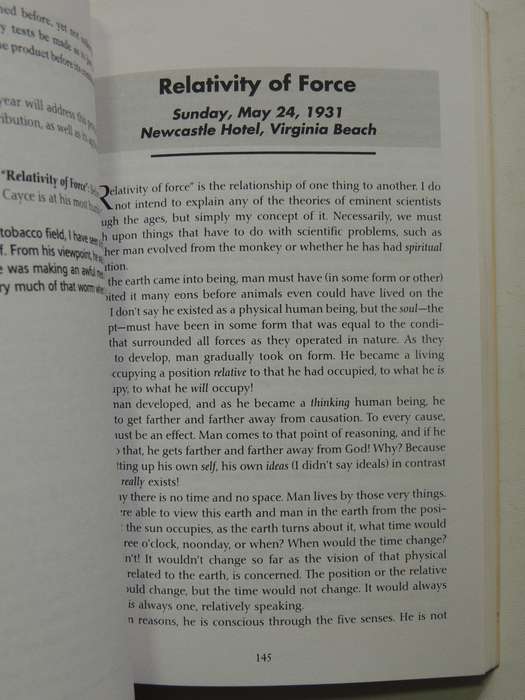 ned before, yet not
y tests be made as to
e product before its
year will address this
ribution, as well as
"Relativity of Force":
Cayce is at his most
tobacco field, I have seen
f. From his viewpoint, he
e was making an awful
ry much of that worm
Relativity of Force
Sunday, May 24, 1931
Newcastle Hotel, Virginia Beach
Relativity of force" is the relationship of one thing to another. I do
not intend to explain any of the theories of eminent scientists
ugh the ages, but simply my concept of it. Necessarily, we must
h upon things that have to do with scientific problems, such as
her man evolved from the monkey or whether he has had spiritual
ition.
the earth came into being, man must have (in some form or other)
ited it many eons before animals even could have lived on the
I don't say he existed as a physical human being, but the soul—the
pt—must have been in some form that was equal to the condi-
that surrounded all forces as they operated in nature. As they
to develop, man gradually took on form. He became a living
ccupying a position relative to that he had occupied, to what he is
upy, to what he will occupy!
nan developed, and as he became a thinking human being, he
to get farther and farther away from causation. To every cause,
must be an effect. Man comes to that point of reasoning, and if he
that, he gets farther and farther away from God! Why? Because
tting up his own self, his own ideas (I didn't say ideals) in contrast
really exists!
ay there is no time and no space. Man lives by those very things.
ere able to view this earth and man in the earth from the posi-
the sun occupies, as the earth turns about it, what time would
ree o'clock, noonday, or when? When would the time change?
n't! It wouldn't change so far as the vision of that physical
related to the earth, is concerned. The position or the relative
ould change, but the time would not change. It would always
is always one, relatively speaking.
n reasons, he is conscious through the five senses. He is not
145